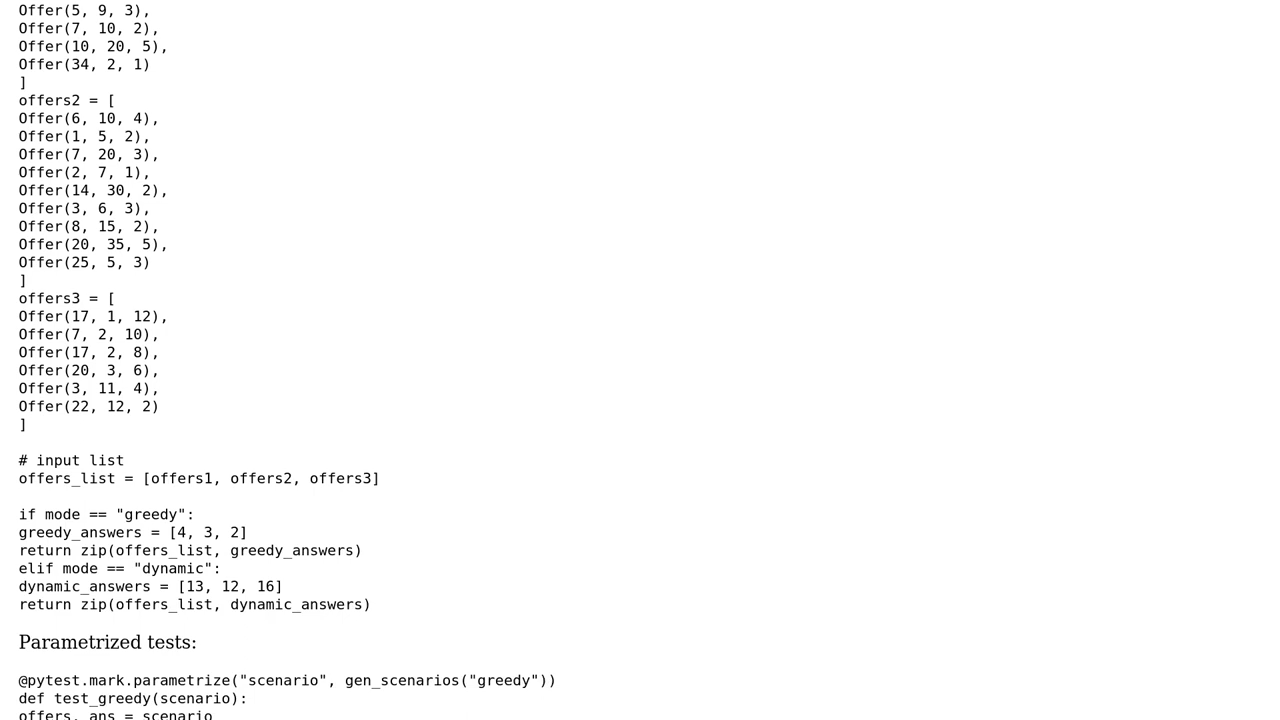 Offer(5, 9, 3),
Offer(7, 10, 2),
Offer(10, 20, 5),
Offer(34, 2, 1)
]
offers2 = [
Offer(6, 10, 4),
Offer(1, 5, 2),
Offer(7, 20, 3),
Offer(2, 7, 1),
Offer(14, 30, 2),
Offer(3, 6, 3),
Offer(8, 15, 2),
Offer(20, 35, 5),
Offer(25, 5, 3)
]
offers3 = [
Offer(17, 1, 12),
Offer(7, 2, 10),
Offer(17, 2, 8),
Offer(20, 3, 6),
Offer(3, 11, 4),
Offer(22, 12, 2)
]
# input list
offers_list = [offers1, offers2, offers3]
if mode == "greedy":
greedy_answers = [4, 3, 2]
return zip(offers_list, greedy_answers)
elif mode == "dynamic":
dynamic_answers = [13, 12, 16]
return zip(offers_list, dynamic_answers)
Parametrized tests:
@pytest.mark.parametrize("scenario", gen_scenarios("greedy"))
def test_greedy(scenario):
offers, ans = scenario